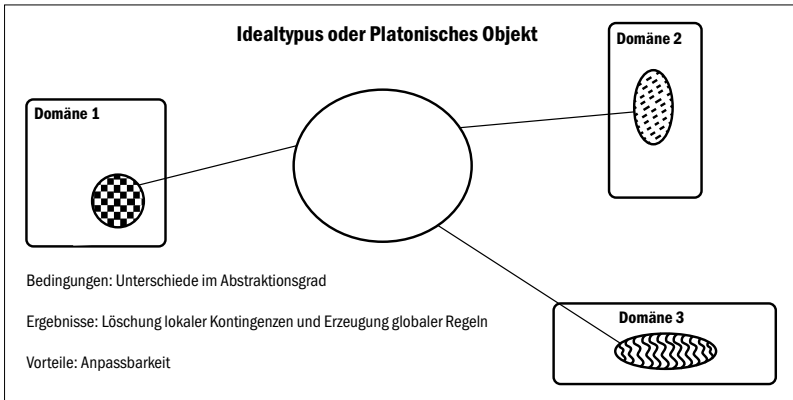 Idealtypus oder Platonisches Objekt
Domäne 1
Domäne 2
Domäne 3
Bedingungen: Unterschiede im Abstraktionsgrad
Ergebnisse: Löschung lokaler Kontingenzen und Erzeugung globaler Regeln
Vorteile: Anpassbarkeit